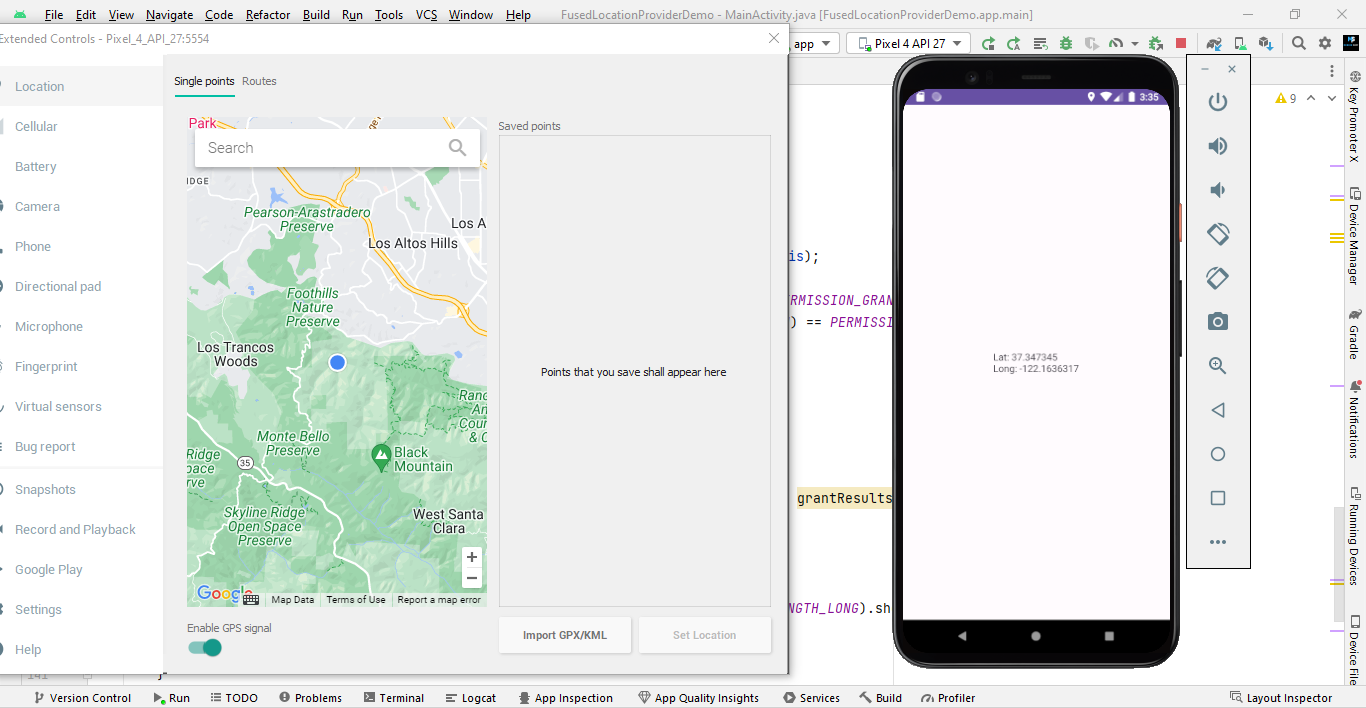 File Edit View Navigate Code Refactor Build Run Tools VCS Window Help FusedLocationProviderDemo - MainActivity.java [FusedLocationProviderDemo.app.main]
Extended Controls - Pixel_4_API_27:5554
app
Pixel 4 API 27
Location
Cellular
Battery
Camera
Phone
Directional pad
Microphone
Fingerprint
Virtual sensors
Bug report
Snapshots
Record and Playback
Google Play
Settings
Help
Single points Routes
Park
Search
IDGE
Pearson-Arastradero
Preserve
Los A
Los Altos Hills
Foothills
Nature
Preserve
Los Trancos
Woods
Ranc
An
Coun
& C
Monte Bello
Preserve
Black
Mountain
Ridge
pace
rve
35
Skyline Ridge
Open Space
Preserve
West Santa
Clara
+
−
Google
Map Data Terms of Use Report a map error
Enable GPS signal
Saved points
Points that you save shall appear here
Import GPX/KML
Set Location
is);
RMISSION_GRAN
) == PERMISSI
grantResults
NGTH_LONG).sh
141
3:35
Lat: 37.347345
Long: -122.1636317
9
Key Promoter X
Device Manager
Gradle
Notifications
Running Devices
Device File
Version Control Run TODO Problems Terminal Logcat App Inspection App Quality Insights Services Build Profiler Layout Inspector